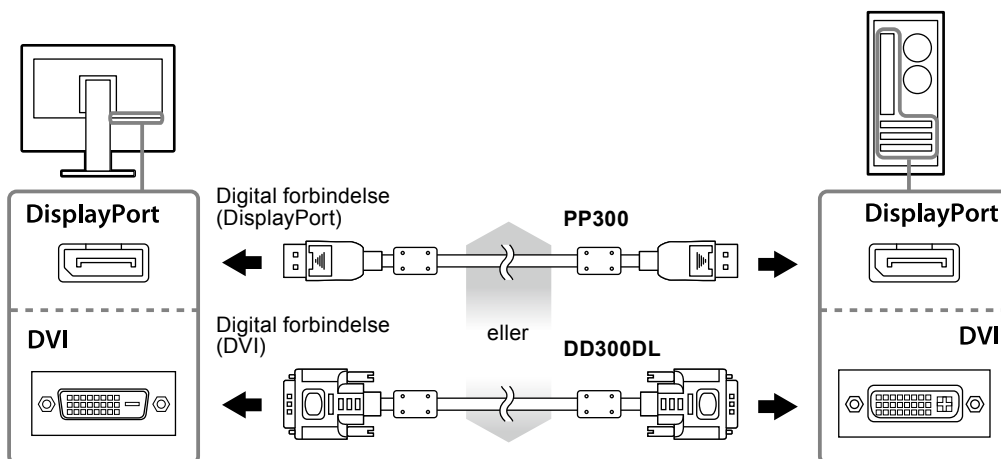 DisplayPort
Digital forbindelse
(DisplayPort)
PP300
DisplayPort
DVI
Digital forbindelse
(DVI)
eller
DD300DL
DVI